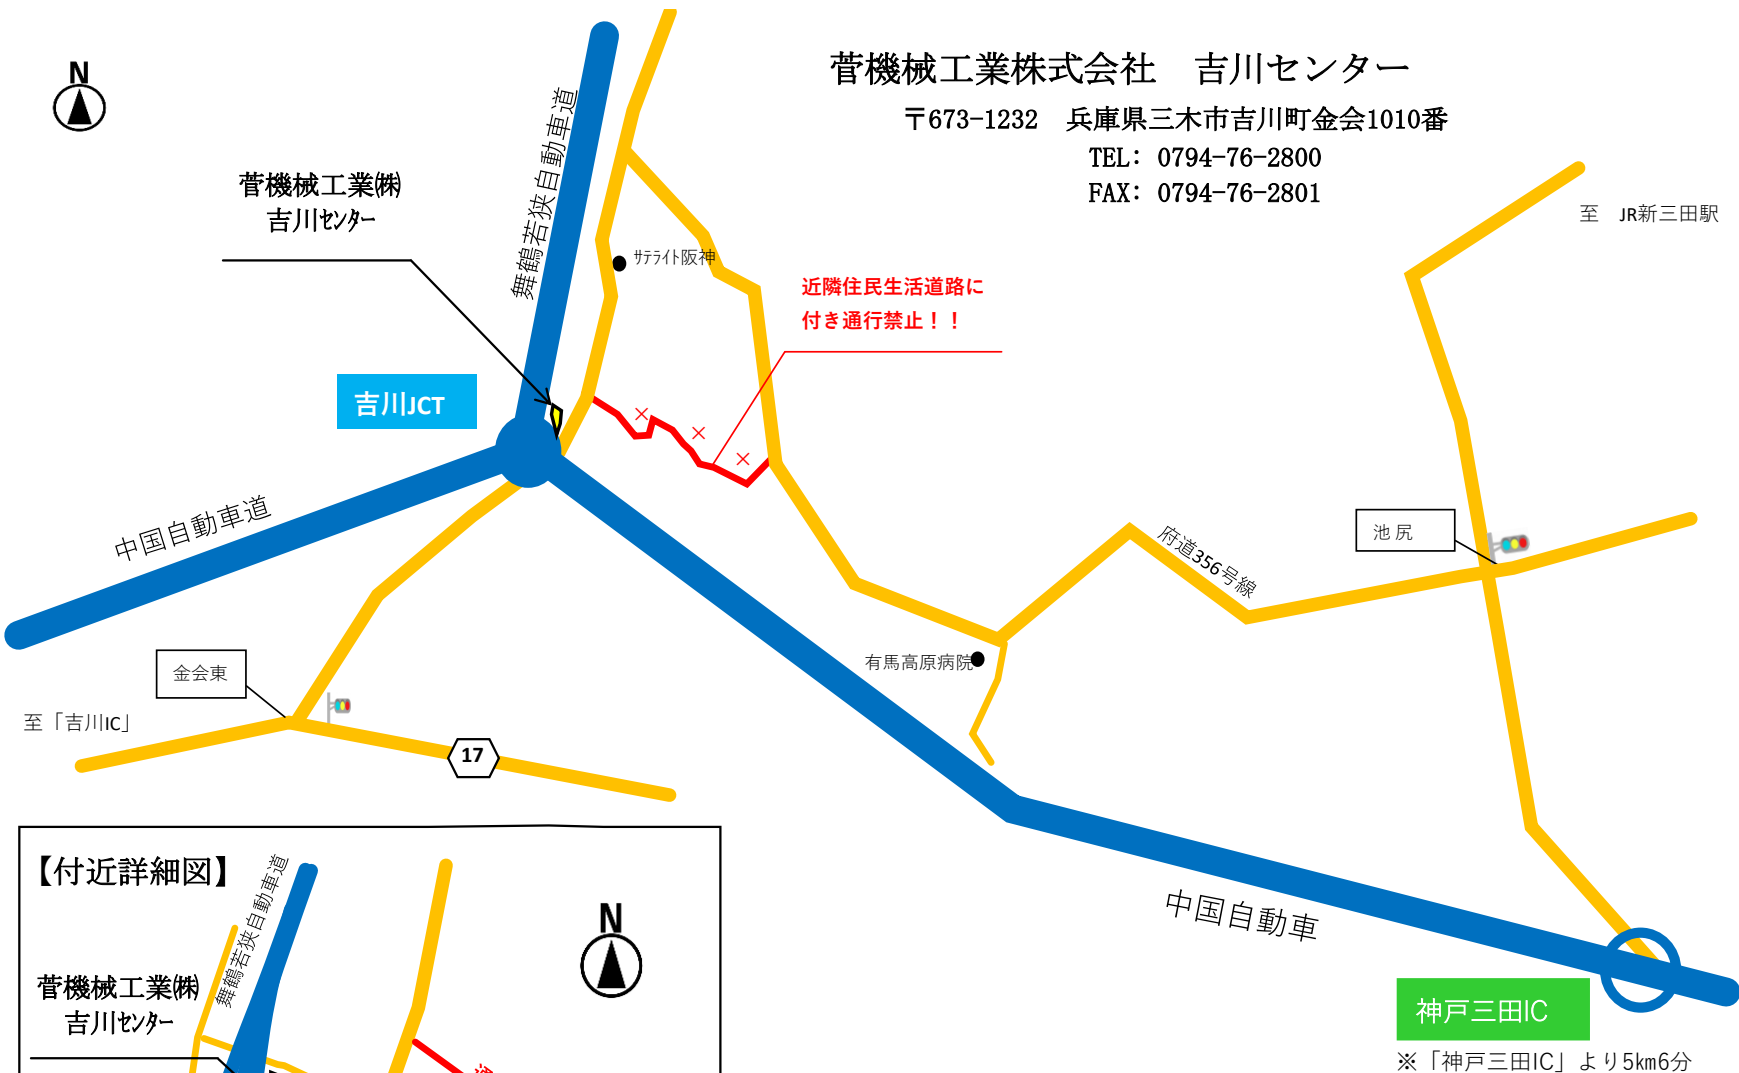 菅機械工業株式会社　吉川センター
〒673-1232　兵庫県三木市吉川町金会1010番
TEL: 0794-76-2800
FAX: 0794-76-2801
N
菅機械工業㈱
吉川ｾﾝﾀｰ
舞鶴若狭自動車道
ｻﾃﾗｲﾄ阪神
至　JR新三田駅
近隣住民生活道路に
付き通行禁止！！
吉川JCT
中国自動車道
池尻
府道356号線
有馬高原病院
金会東
至「吉川IC」
17
中国自動車
神戸三田IC
※「神戸三田IC」より5km6分
【付近詳細図】
舞鶴若狭自動車道
N
菅機械工業㈱
吉川ｾﾝﾀｰ